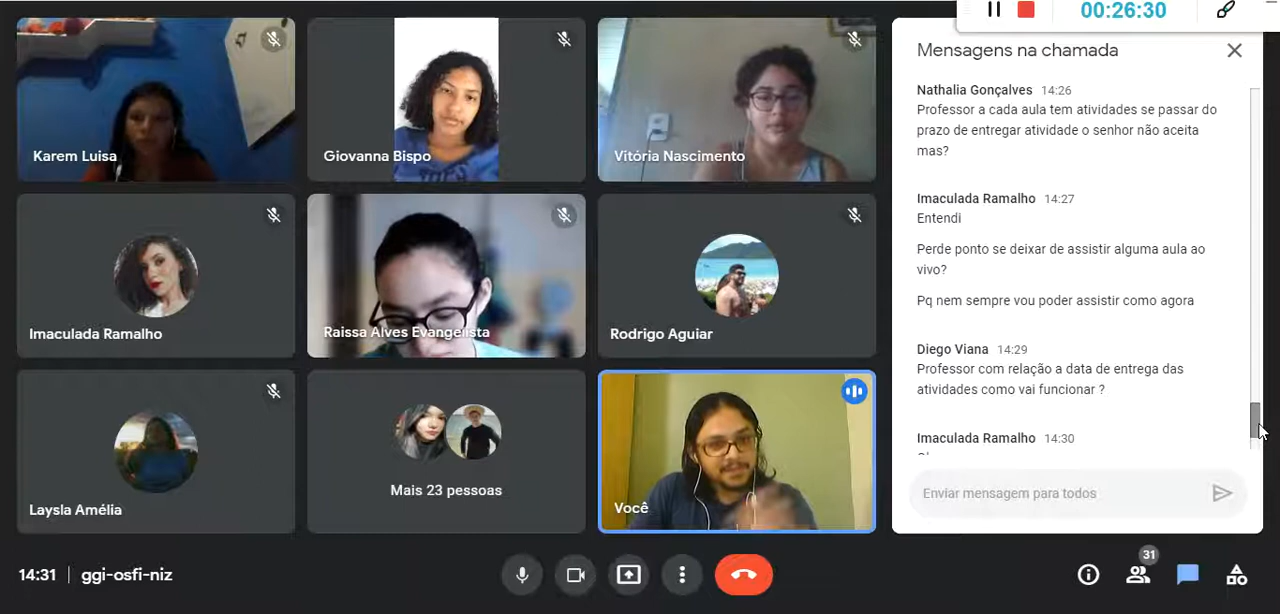 00:26:30
Mensagens na chamada
Karem Luisa
Giovanna Bispo
Vitória Nascimento
Imaculada Ramalho
Raissa Alves Evangelista
Rodrigo Aguiar
Laysla Amélia
Mais 23 pessoas
Você
Nathalia Gonçalves 14:26
Professor a cada aula tem atividades se passar do
prazo de entregar atividade o senhor não aceita
mas?
Imaculada Ramalho 14:27
Entendi
Perde ponto se deixar de assistir alguma aula ao
vivo?
Pq nem sempre vou poder assistir como agora
Diego Viana 14:29
Professor com relação a data de entrega das
atividades como vai funcionar ?
Imaculada Ramalho 14:30
Enviar mensagem para todos
14:31 | ggi-osfi-niz
31